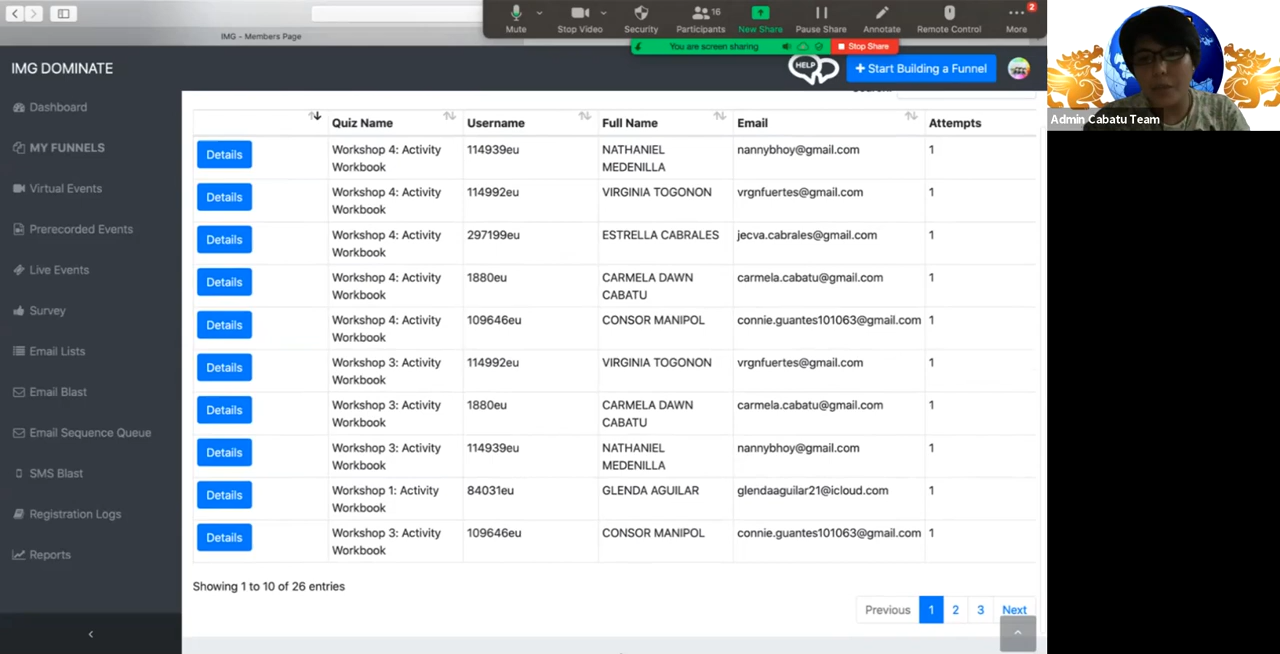 16
2
Mute
Stop Video
Security
Participants
New Share
Pause Share
Annotate
Remote Control
More
IMG - Members Page
You are screen sharing
Stop Share
IMG DOMINATE
HELP
+ Start Building a Funnel
Admin Cabatu Team
Dashboard
MY FUNNELS
Virtual Events
Prerecorded Events
Live Events
Survey
Email Lists
Email Blast
Email Sequence Queue
SMS Blast
Registration Logs
Reports
Quiz Name Username Full Name Email Attempts
Details Workshop 4: Activity 114939eu NATHANIEL nannybhoy@gmail.com 1
Workbook MEDENILLA
Details Workshop 4: Activity 114992eu VIRGINIA TOGONON vrgnfuertes@gmail.com 1
Workbook
Details Workshop 4: Activity 297199eu ESTRELLA CABRALES jecva.cabrales@gmail.com 1
Workbook
Details Workshop 4: Activity 1880eu CARMELA DAWN carmela.cabatu@gmail.com 1
Workbook CABATU
Details Workshop 4: Activity 109646eu CONSOR MANIPOL connie.guantes101063@gmail.com 1
Workbook
Details Workshop 3: Activity 114992eu VIRGINIA TOGONON vrgnfuertes@gmail.com 1
Workbook
Details Workshop 3: Activity 1880eu CARMELA DAWN carmela.cabatu@gmail.com 1
Workbook CABATU
Details Workshop 3: Activity 114939eu NATHANIEL nannybhoy@gmail.com 1
Workbook MEDENILLA
Details Workshop 1: Activity 84031eu GLENDA AGUILAR glendaaguilar21@icloud.com 1
Workbook
Details Workshop 3: Activity 109646eu CONSOR MANIPOL connie.guantes101063@gmail.com 1
Workbook
Showing 1 to 10 of 26 entries
Previous 1 2 3 Next